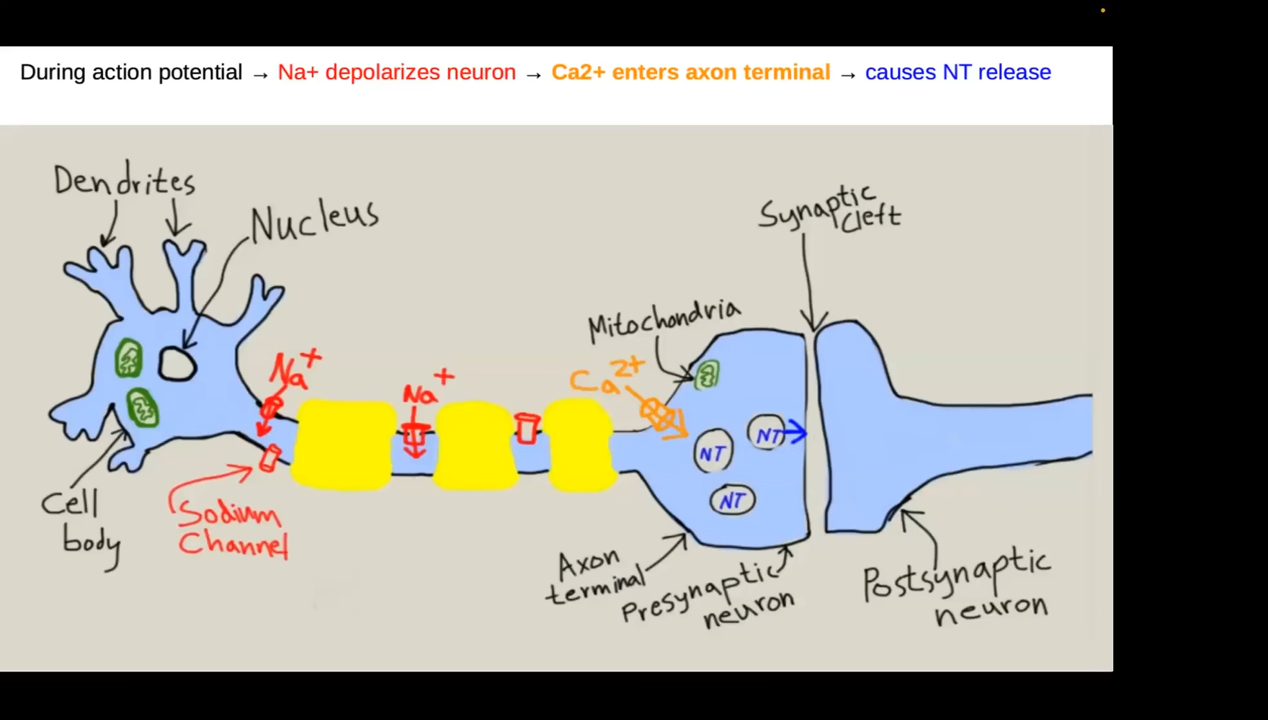 During action potential → Na+ depolarizes neuron → Ca2+ enters axon terminal → causes NT release
Dendrites
Nucleus
Synaptic
cleft
Mitochondria
Na+
Na+
Ca2+
NT
NT
NT
Cell
body
Sodium
Channel
Axon
terminal
Presynaptic
neuron
Postsynaptic
neuron